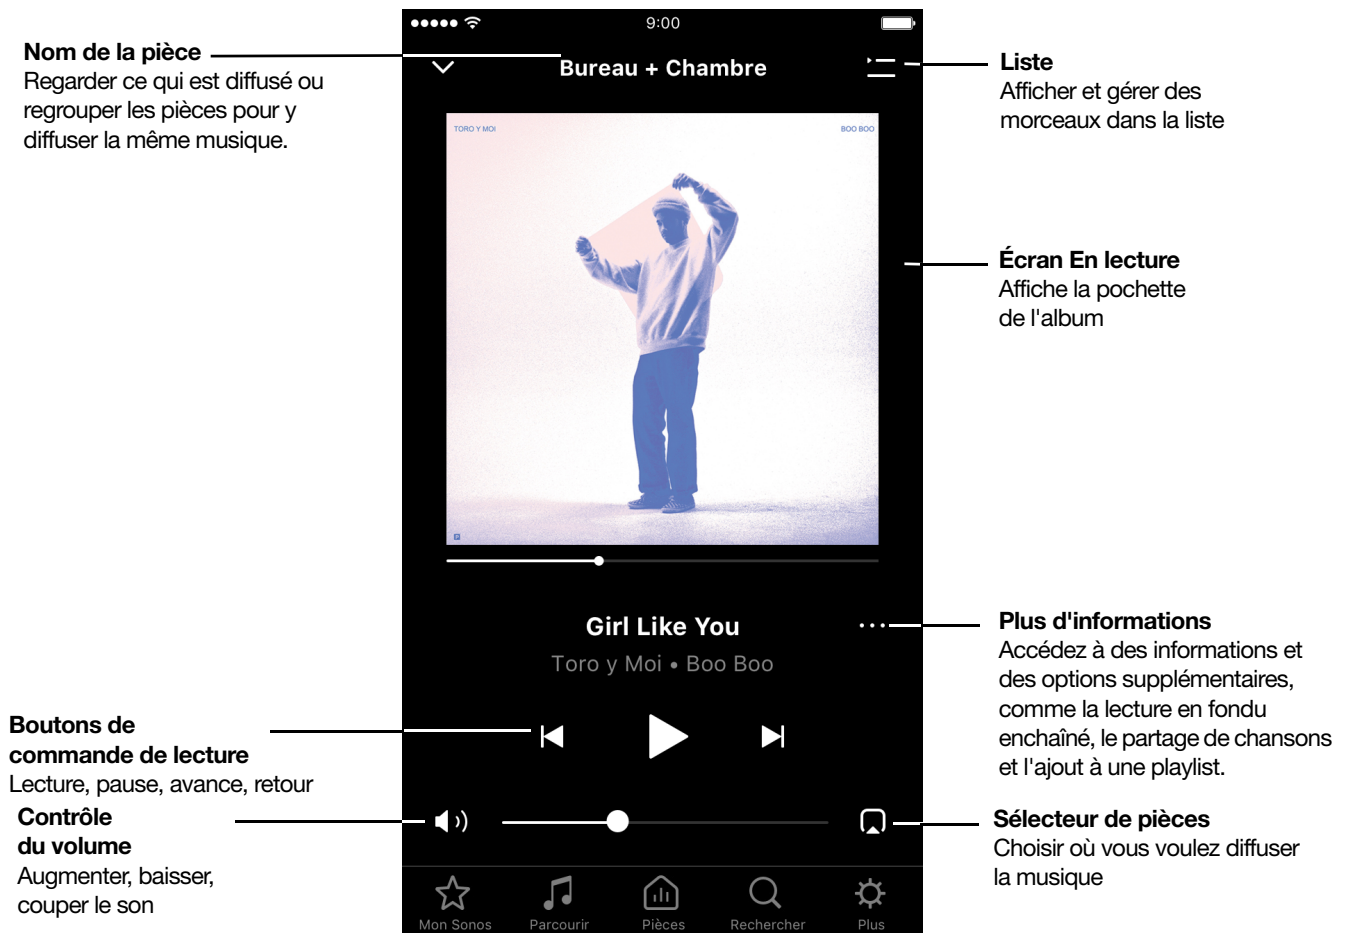 9:00
Nom de la pièce
Regarder ce qui est diffusé ou
regrouper les pièces pour y
diffuser la même musique.
Bureau + Chambre
Liste
Afficher et gérer des
morceaux dans la liste
TORO Y MOI
BOO BOO
Écran En lecture
Affiche la pochette
de l'album
Girl Like You
Toro y Moi • Boo Boo
Plus d'informations
Accédez à des informations et
des options supplémentaires,
comme la lecture en fondu
enchaîné, le partage de chansons
et l'ajout à une playlist.
Boutons de
commande de lecture
Lecture, pause, avance, retour
Contrôle
du volume
Augmenter, baisser,
couper le son
Sélecteur de pièces
Choisir où vous voulez diffuser
la musique
Mon Sonos
Parcourir
Pièces
Rechercher
Plus